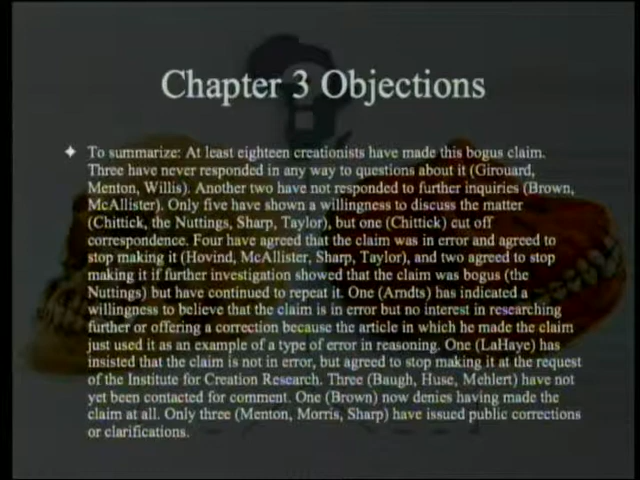 Chapter 3 Objections
To summarize: At least eighteen creationists have made this bogus claim.
Three have never responded in any way to questions about it (Girouard,
Menton, Willis). Another two have not responded to further inquiries (Brown,
McAllister). Only five have shown a willingness to discuss the matter
(Chittick, the Nuttings, Sharp, Taylor), but one (Chittick) cut off
correspondence. Four have agreed that the claim was in error and agreed to
stop making it (Hovind, McAllister, Sharp, Taylor), and two agreed to stop
making it if further investigation showed that the claim was bogus (the
Nuttings) but have continued to repeat it. One (Arndts) has indicated a
willingness to believe that the claim is in error but no interest in researching
further or offering a correction because the article in which he made the claim
just used it as an example of a type of error in reasoning. One (LaHaye) has
insisted that the claim is not in error, but agreed to stop making it at the request
of the Institute for Creation Research. Three (Baugh, Huse, Mehlert) have not
yet been contacted for comment. One (Brown) now denies having made the
claim at all. Only three (Menton, Morris, Sharp) have issued public corrections
or clarifications.